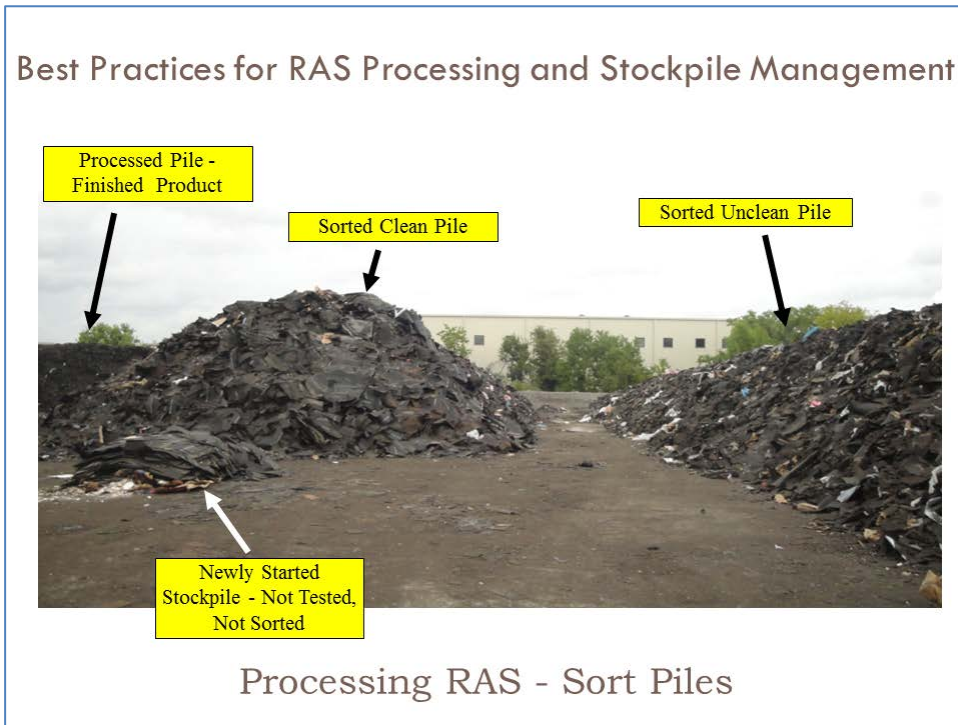 Best Practices for RAS Processing and Stockpile Management
Processed Pile -
Finished Product
Sorted Clean Pile
Sorted Unclean Pile
Newly Started
Stockpile - Not Tested,
Not Sorted
Processing RAS - Sort Piles